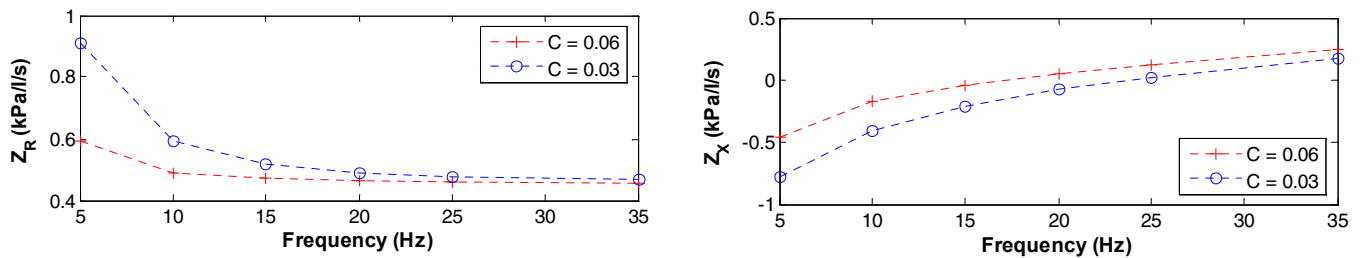 1
0.8
0.6
0.4
Z_R (kPa/l/s)
C = 0.06
C = 0.03
5 10 15 20 25 30 35
Frequency (Hz)
0.5
0
-0.5
-1
Z_X (kPa/l/s)
C = 0.06
C = 0.03
5 10 15 20 25 30 35
Frequency (Hz)